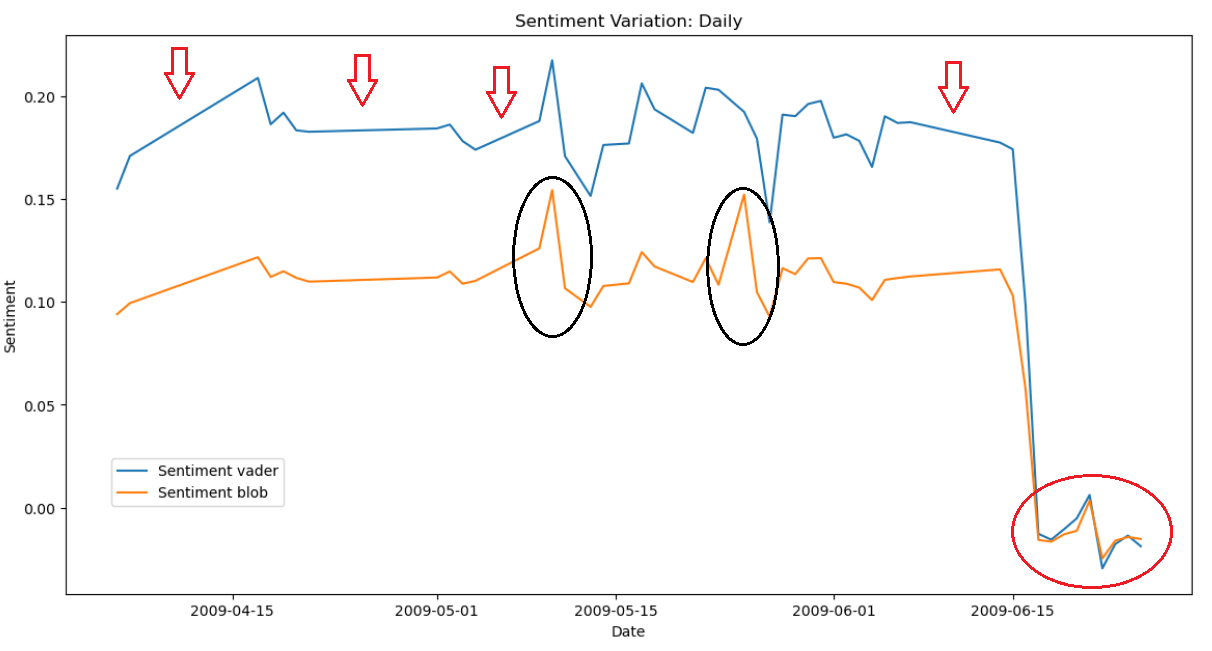 Sentiment Variation: Daily
0.20
0.15
0.10
0.05
0.00
Sentiment
Sentiment vader
Sentiment blob
2009-04-15 2009-05-01 2009-05-15 2009-06-01 2009-06-15
Date